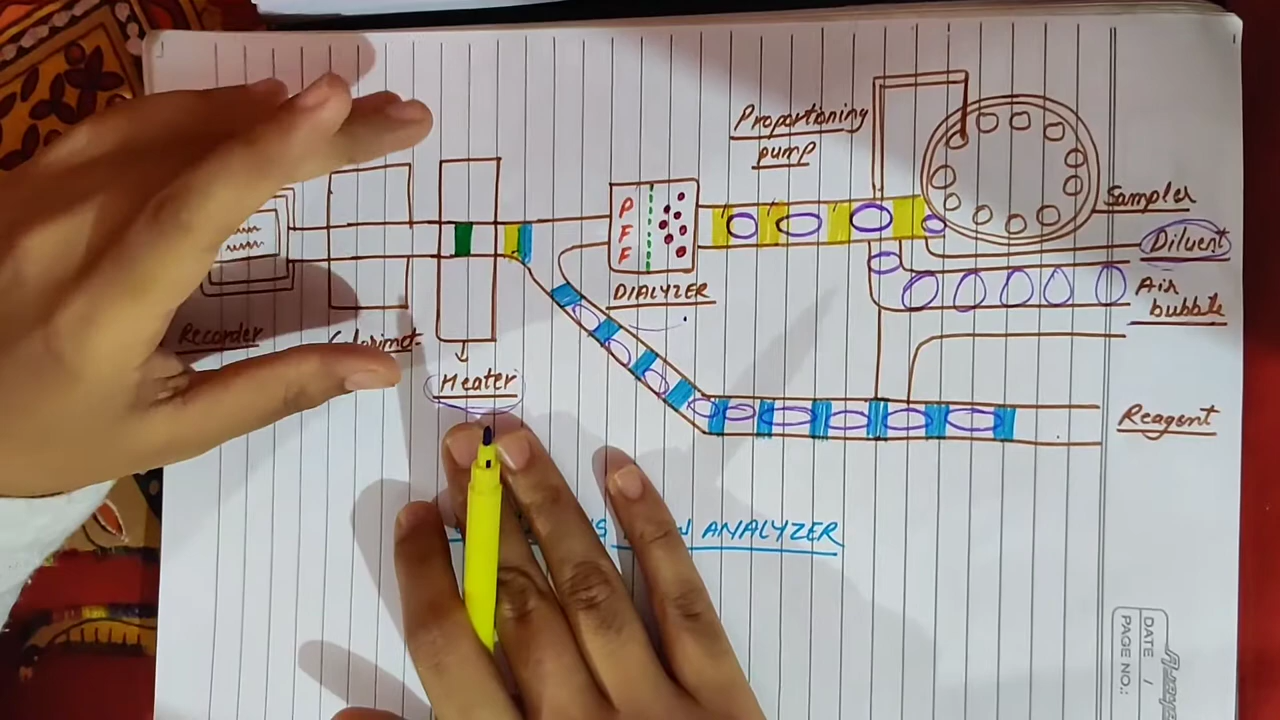 Proportioning
pump
Sampler
Diluent
Air
bubble
P
F
F
DIALYZER
Recorder
Heater
Reagent
ANALYZER
DATE
PAGE NO.: